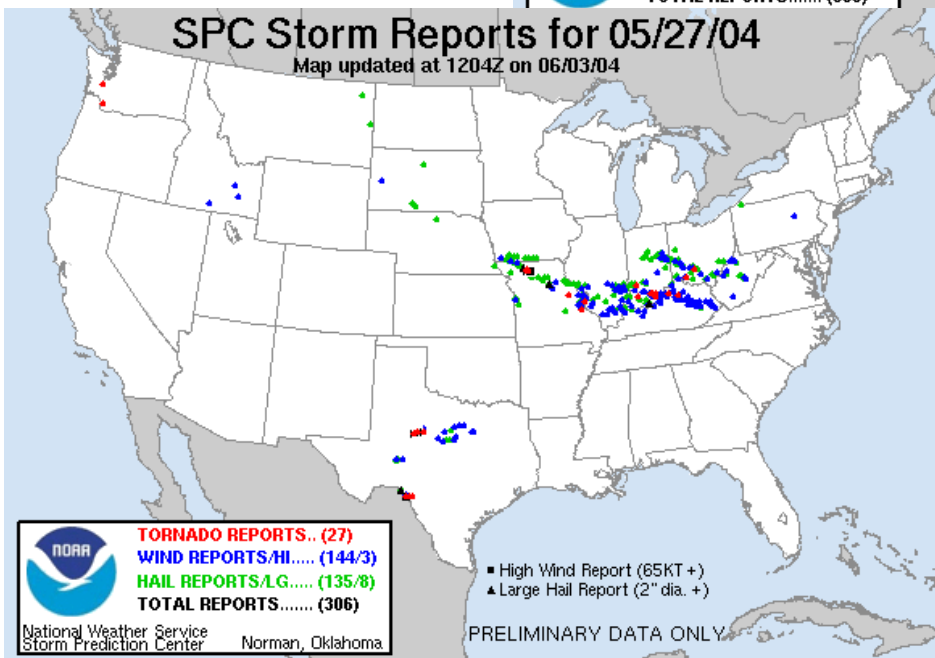 SPC Storm Reports for 05/27/04
Map updated at 1204Z on 06/03/04
NOAA
TORNADO REPORTS.. (27)
WIND REPORTS/HI..... (144/3)
HAIL REPORTS/LG..... (135/8)
TOTAL REPORTS....... (306)
National Weather Service
Storm Prediction Center
Norman, Oklahoma
High Wind Report (65KT +)
Large Hail Report (2" dia. +)
PRELIMINARY DATA ONLY